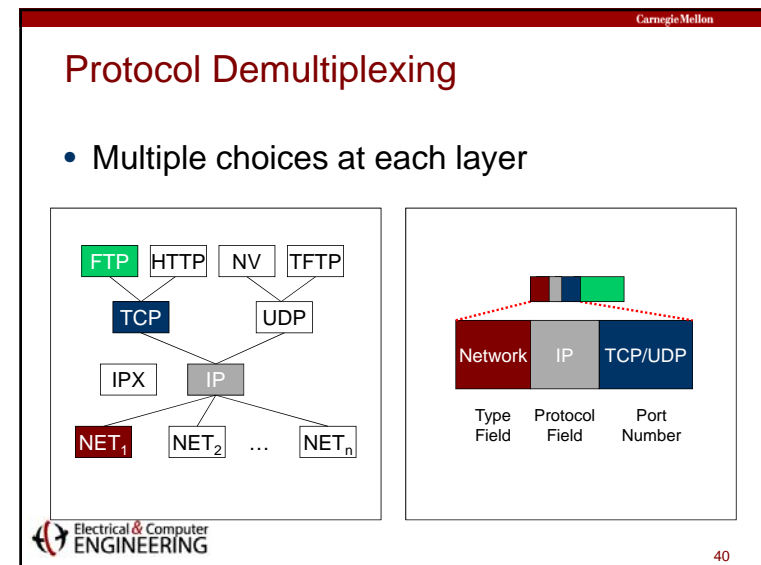 Carnegie Mellon
Protocol Demultiplexing
• Multiple choices at each layer
FTP HTTP NV TFTP
TCP UDP
IPX IP
NET1 NET2 … NETn
Network IP TCP/UDP
Type Protocol Port
Field Field Number
Electrical & Computer
ENGINEERING
40